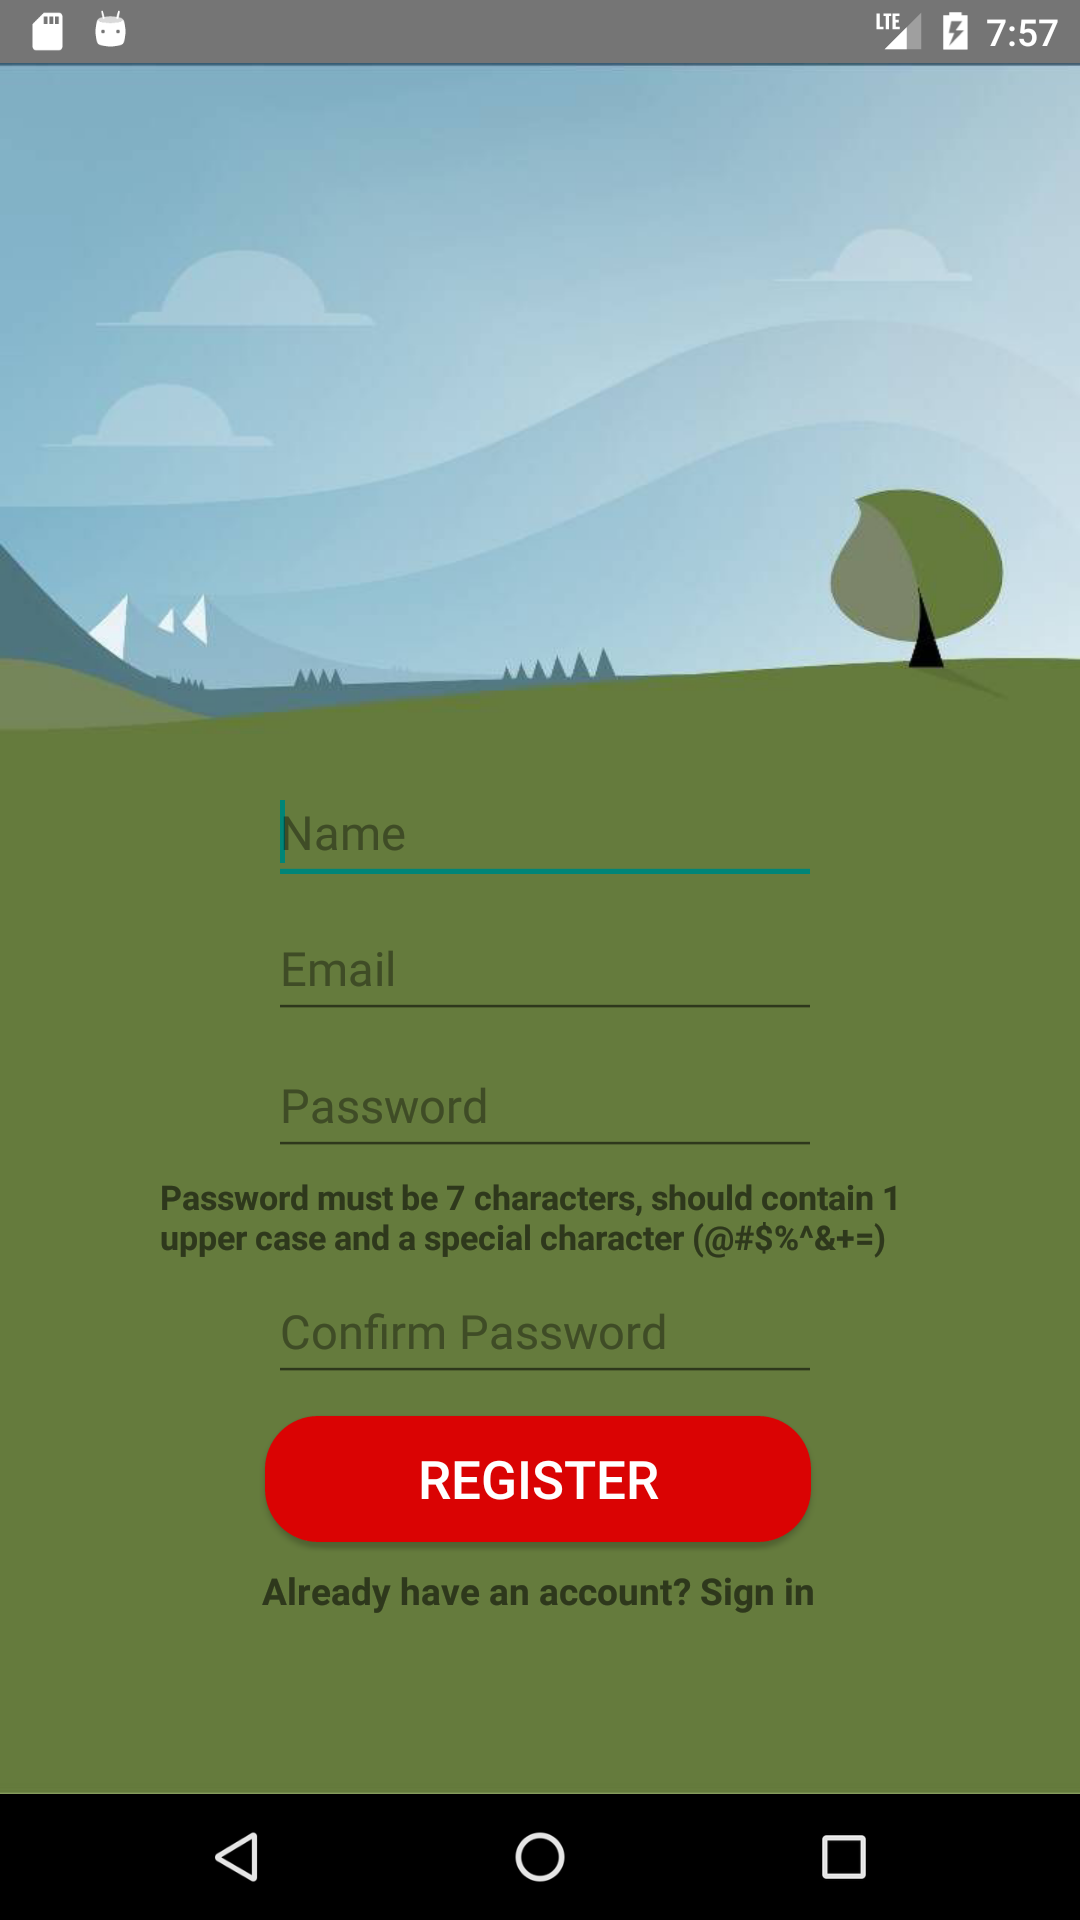 LTE 7:57
Name
Email
Password
Password must be 7 characters, should contain 1
upper case and a special character (@#$%^&+=)
Confirm Password
REGISTER
Already have an account? Sign in